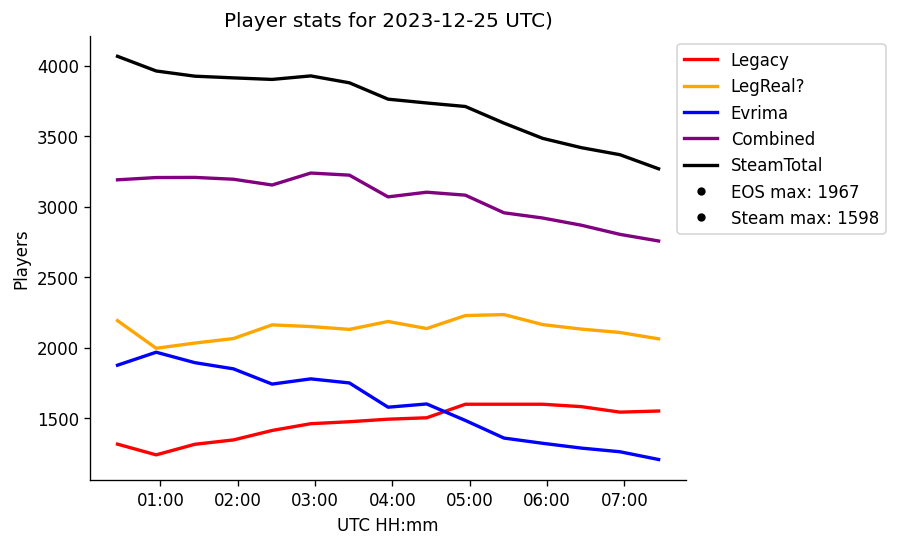 Player stats for 2023-12-25 UTC)
Legacy
LegReal?
Evrima
Combined
SteamTotal
EOS max: 1967
Steam max: 1598
Players
4000
3500
3000
2500
2000
1500
01:00 02:00 03:00 04:00 05:00 06:00 07:00
UTC HH:mm